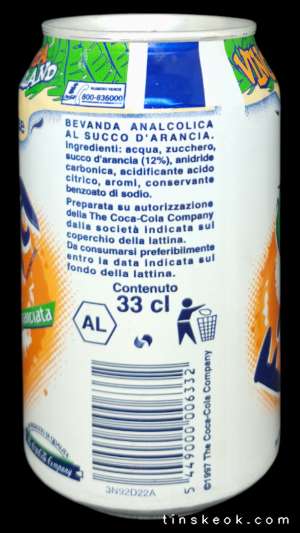 LAND
NUMERO VERDE
800-836000
VIN
BEVANDA ANALCOLICA
AL SUCCO D'ARANCIA.
Ingredienti: acqua, zucchero,
succo d'arancia (12%), anidride
carbonica, acidificante acido
citrico, aromi, conservante
benzoato di sodio.
Preparata su autorizzazione
della The Coca-Cola Company
dalla società indicata sul
coperchio della lattina.
Da consumarsi preferibilmente
entro la data indicata sul
fondo della lattina.
Contenuto
33 cl
AL
anciata
5 449000 006332
©1997 The Coca-Cola Company
3N92D22A
tinskeok.com